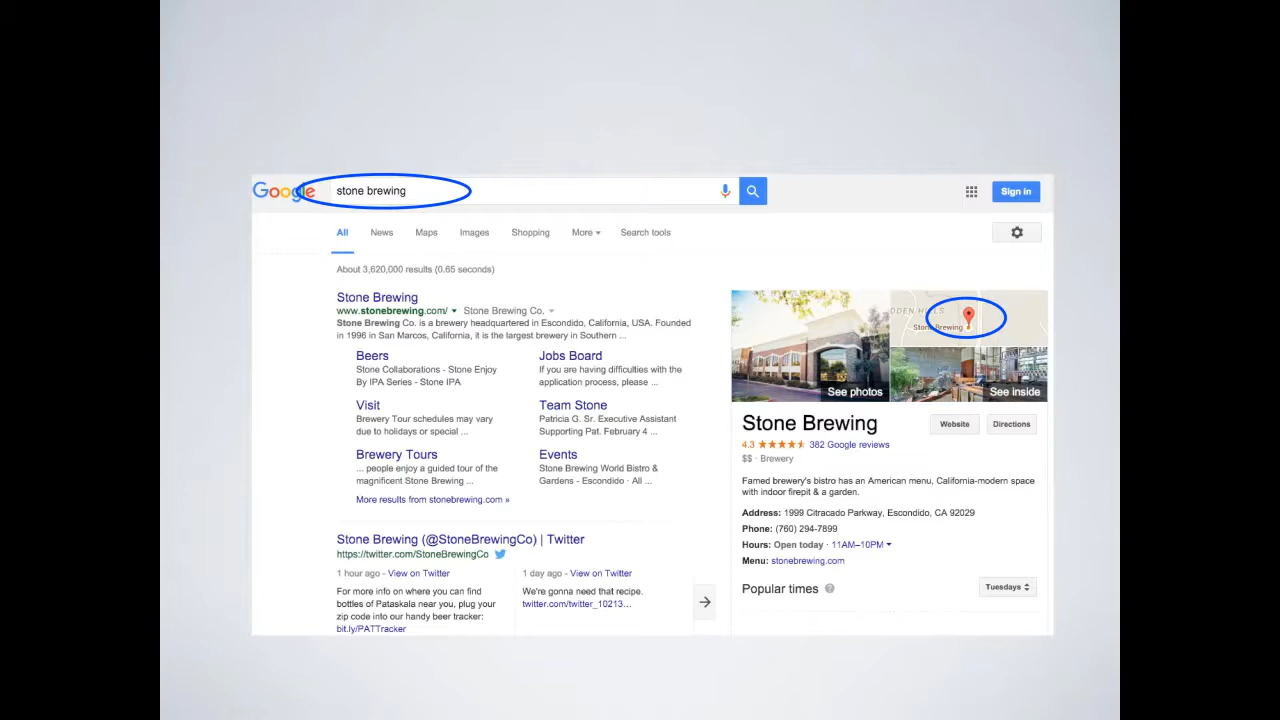 Google
stone brewing
Sign in
All News Maps Images Shopping More Search tools
About 3,620,000 results (0.65 seconds)
Stone Brewing
www.stonebrewing.com/ Stone Brewing Co.
Stone Brewing Co. is a brewery headquartered in Escondido, California, USA. Founded
in 1996 in San Marcos, California, it is the largest brewery in Southern ...
Beers
Stone Collaborations - Stone Enjoy
By IPA Series - Stone IPA
Jobs Board
If you are having difficulties with the
application process, please ...
Visit
Brewery Tour schedules may vary
due to holidays or special ...
Team Stone
Patricia G. Sr. Executive Assistant
Supporting Pat. February 4 ...
Brewery Tours
... people enjoy a guided tour of the
magnificent Stone Brewing ...
Events
Stone Brewing World Bistro &
Gardens - Escondido · All ...
More results from stonebrewing.com »
Stone Brewing (@StoneBrewingCo) | Twitter
https://twitter.com/StoneBrewingCo
1 hour ago - View on Twitter
For more info on where you can find
bottles of Pataskala near you, plug your
zip code into our handy beer tracker:
bit.ly/PATTracker
1 day ago - View on Twitter
We're gonna need that recipe.
twitter.com/twitter_10213...
DDEN HILLS
Stone Brewing
See photos
See inside
Stone Brewing
Website
Directions
4.3 382 Google reviews
$$ · Brewery
Famed brewery's bistro has an American menu, California-modern space
with indoor firepit & a garden.
Address: 1999 Citracado Parkway, Escondido, CA 92029
Phone: (760) 294-7899
Hours: Open today · 11AM–10PM
Menu: stonebrewing.com
Popular times
Tuesdays